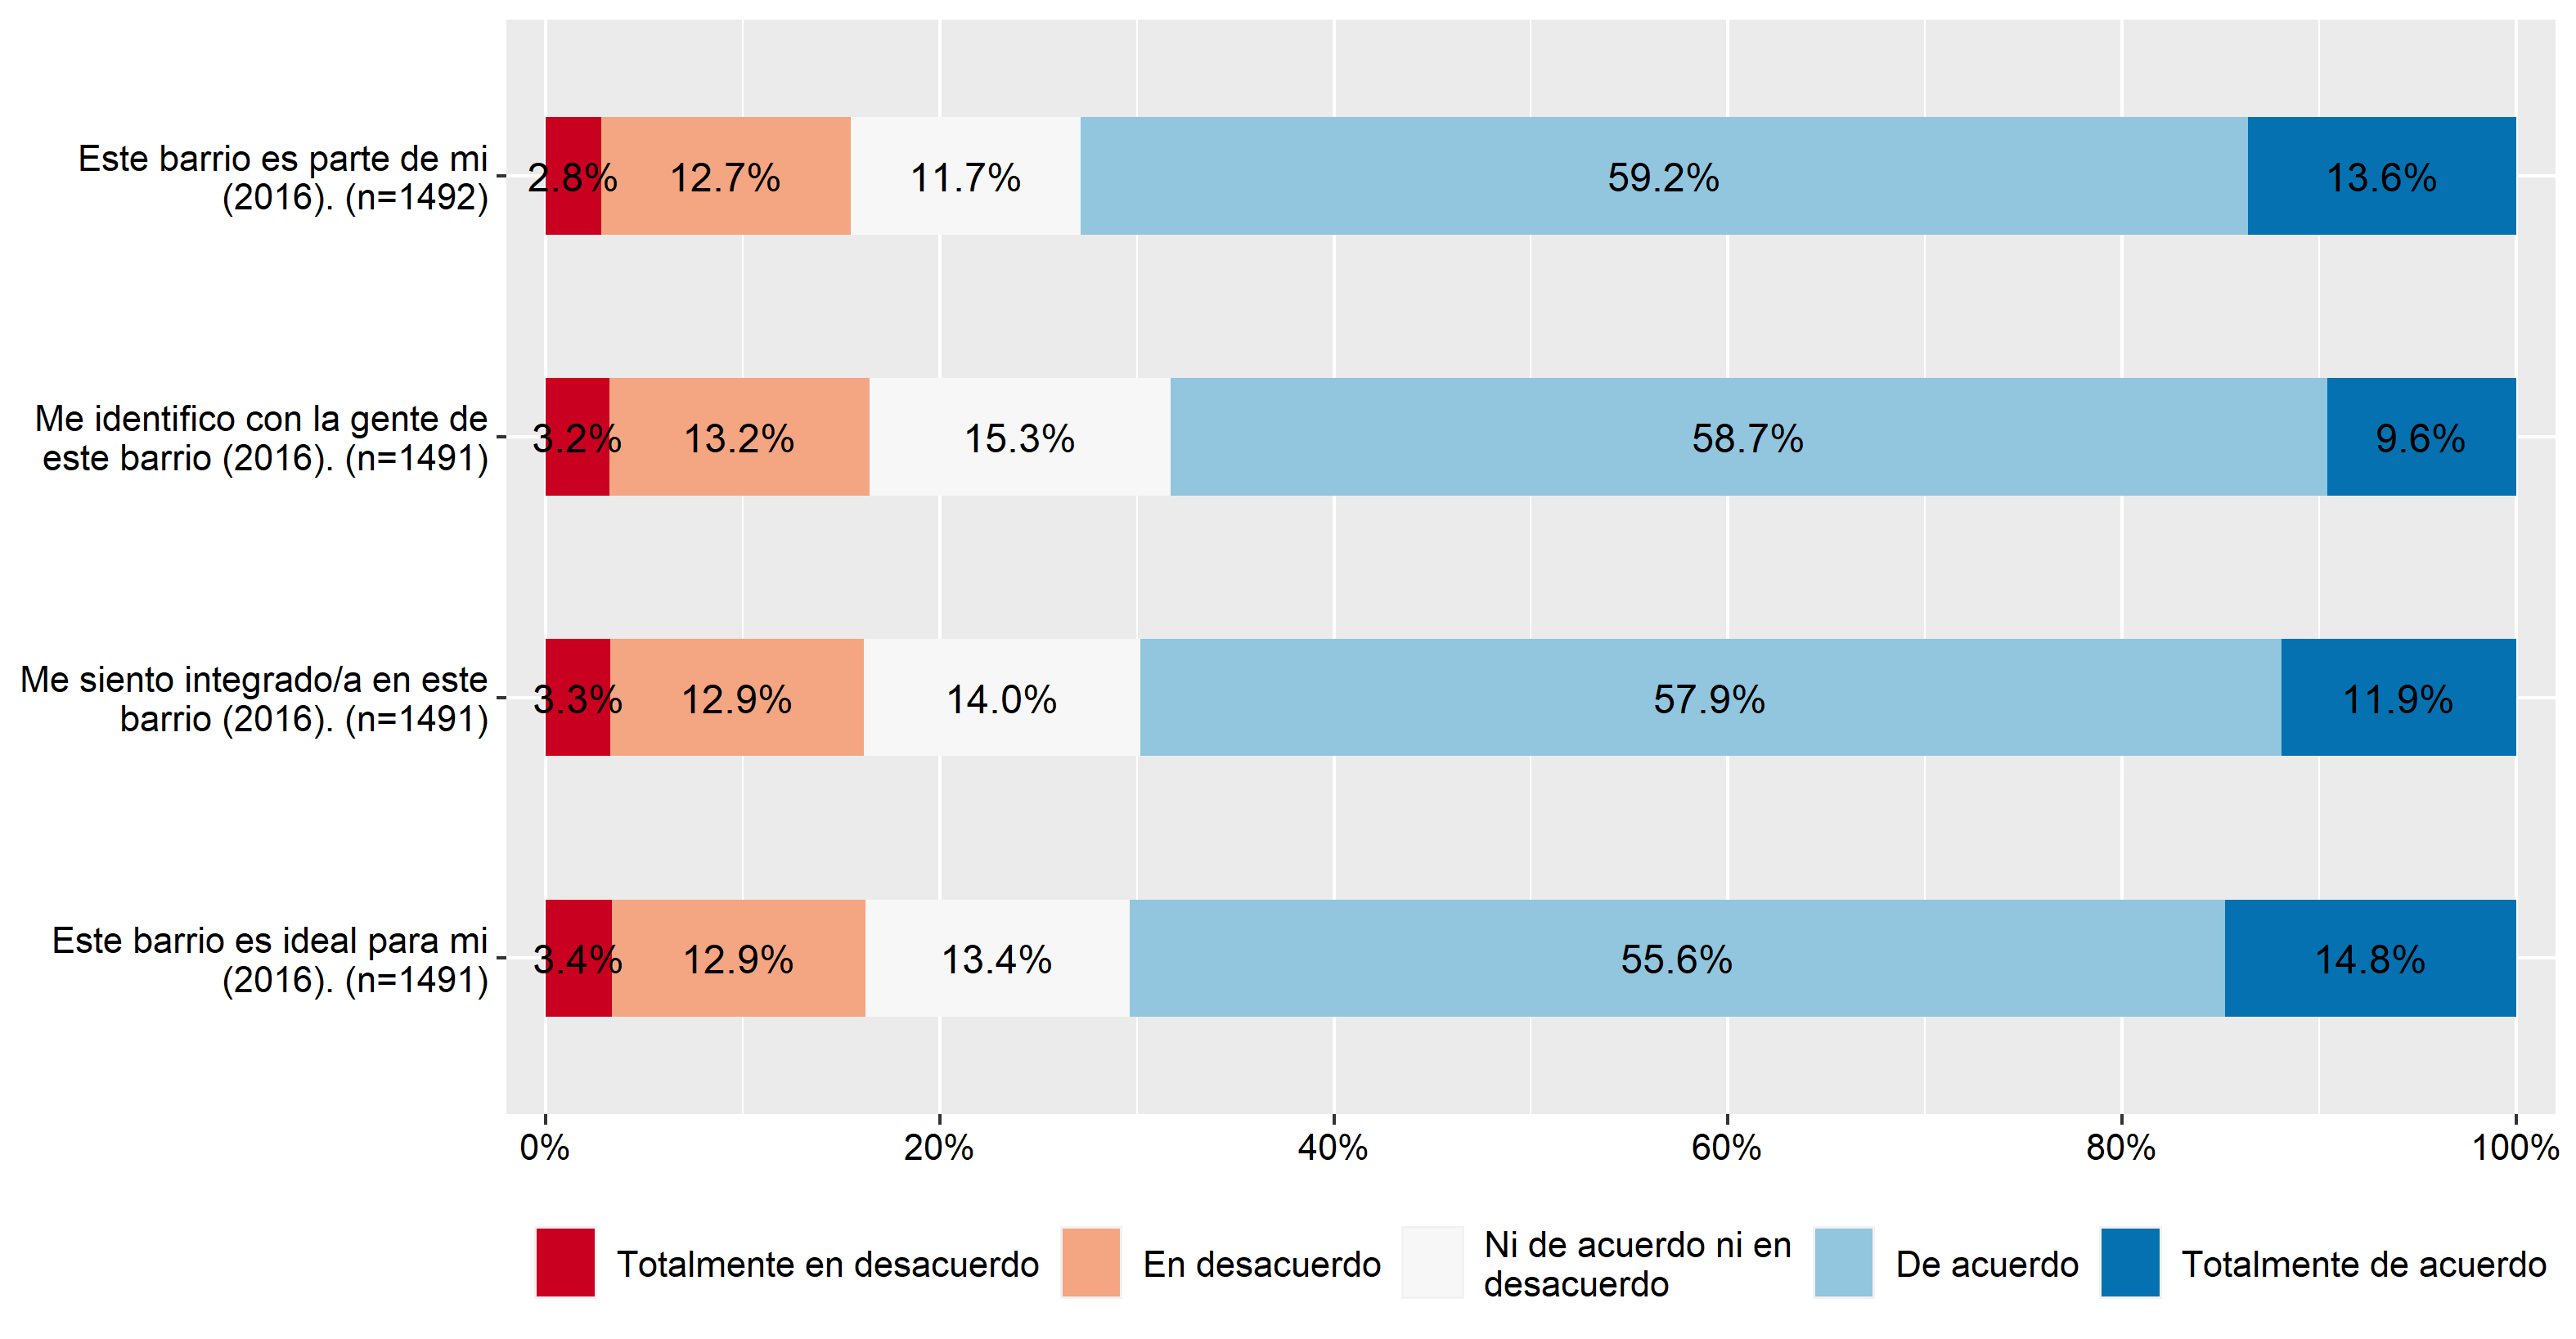 Este barrio es parte de mi
(2016). (n=1492)
2.8% 12.7% 11.7% 59.2% 13.6%
Me identifico con la gente de
este barrio (2016). (n=1491)
3.2% 13.2% 15.3% 58.7% 9.6%
Me siento integrado/a en este
barrio (2016). (n=1491)
3.3% 12.9% 14.0% 57.9% 11.9%
Este barrio es ideal para mi
(2016). (n=1491)
3.4% 12.9% 13.4% 55.6% 14.8%
0% 20% 40% 60% 80% 100%
Totalmente en desacuerdo
En desacuerdo
Ni de acuerdo ni en
desacuerdo
De acuerdo
Totalmente de acuerdo